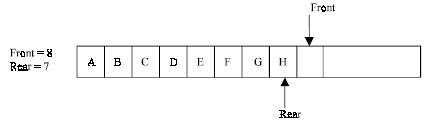 Front
Front = 8
Rear = 7
A B C D E F G H
Rear